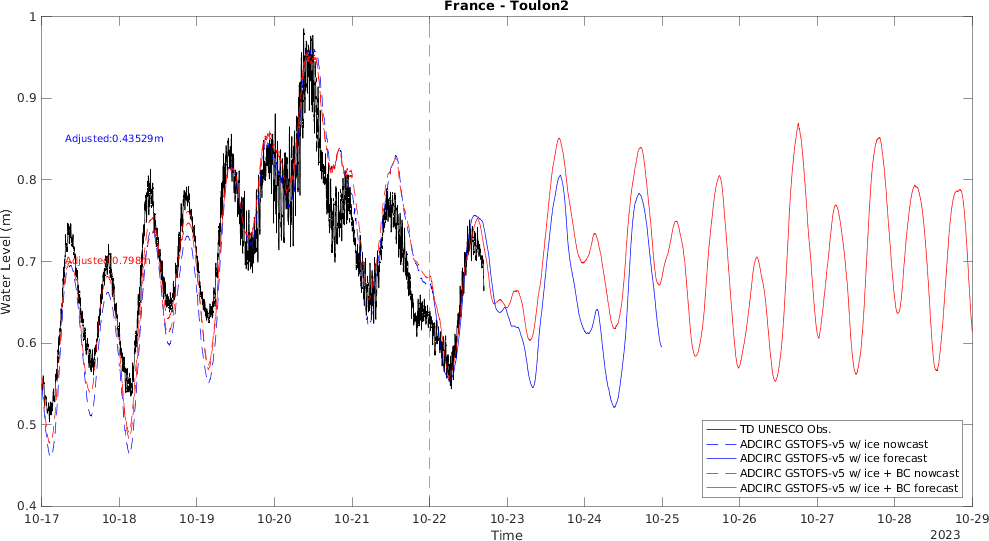 France - Toulon2
1
0.9
0.8
0.7
0.6
0.5
0.4
Water Level (m)
Adjusted:0.43529m
Adjusted:0.798m
TD UNESCO Obs.
ADCIRC GSTOFS-v5 w/ ice nowcast
ADCIRC GSTOFS-v5 w/ ice forecast
ADCIRC GSTOFS-v5 w/ ice + BC nowcast
ADCIRC GSTOFS-v5 w/ ice + BC forecast
10-17 10-18 10-19 10-20 10-21 10-22 10-23 10-24 10-25 10-26 10-27 10-28 10-29
Time
2023